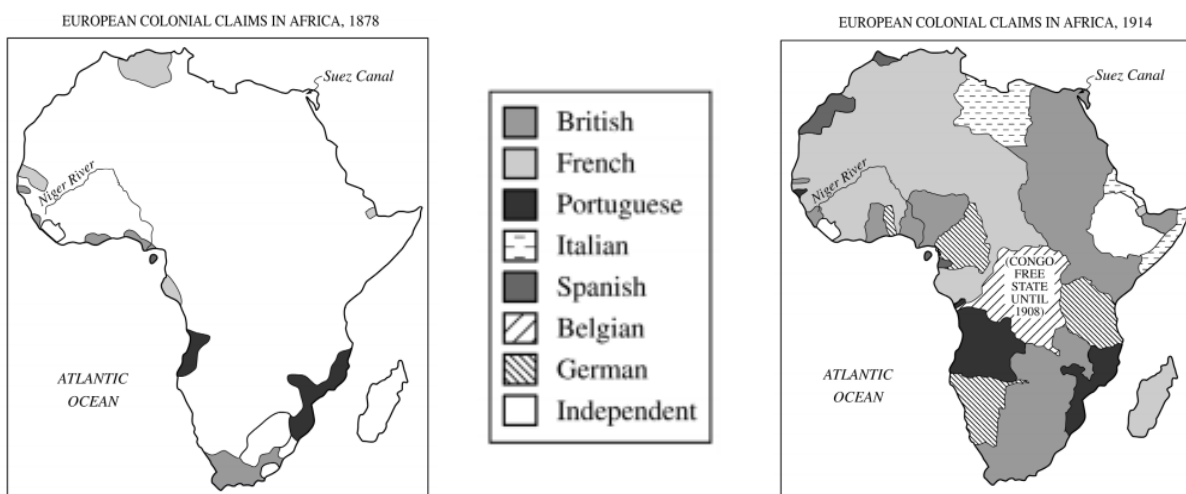 EUROPEAN COLONIAL CLAIMS IN AFRICA, 1878
Suez Canal
Niger River
ATLANTIC
OCEAN
British
French
Portuguese
Italian
Spanish
Belgian
German
Independent
EUROPEAN COLONIAL CLAIMS IN AFRICA, 1914
Suez Canal
Niger River
(CONGO
FREE
STATE
UNTIL
1908)
ATLANTIC
OCEAN